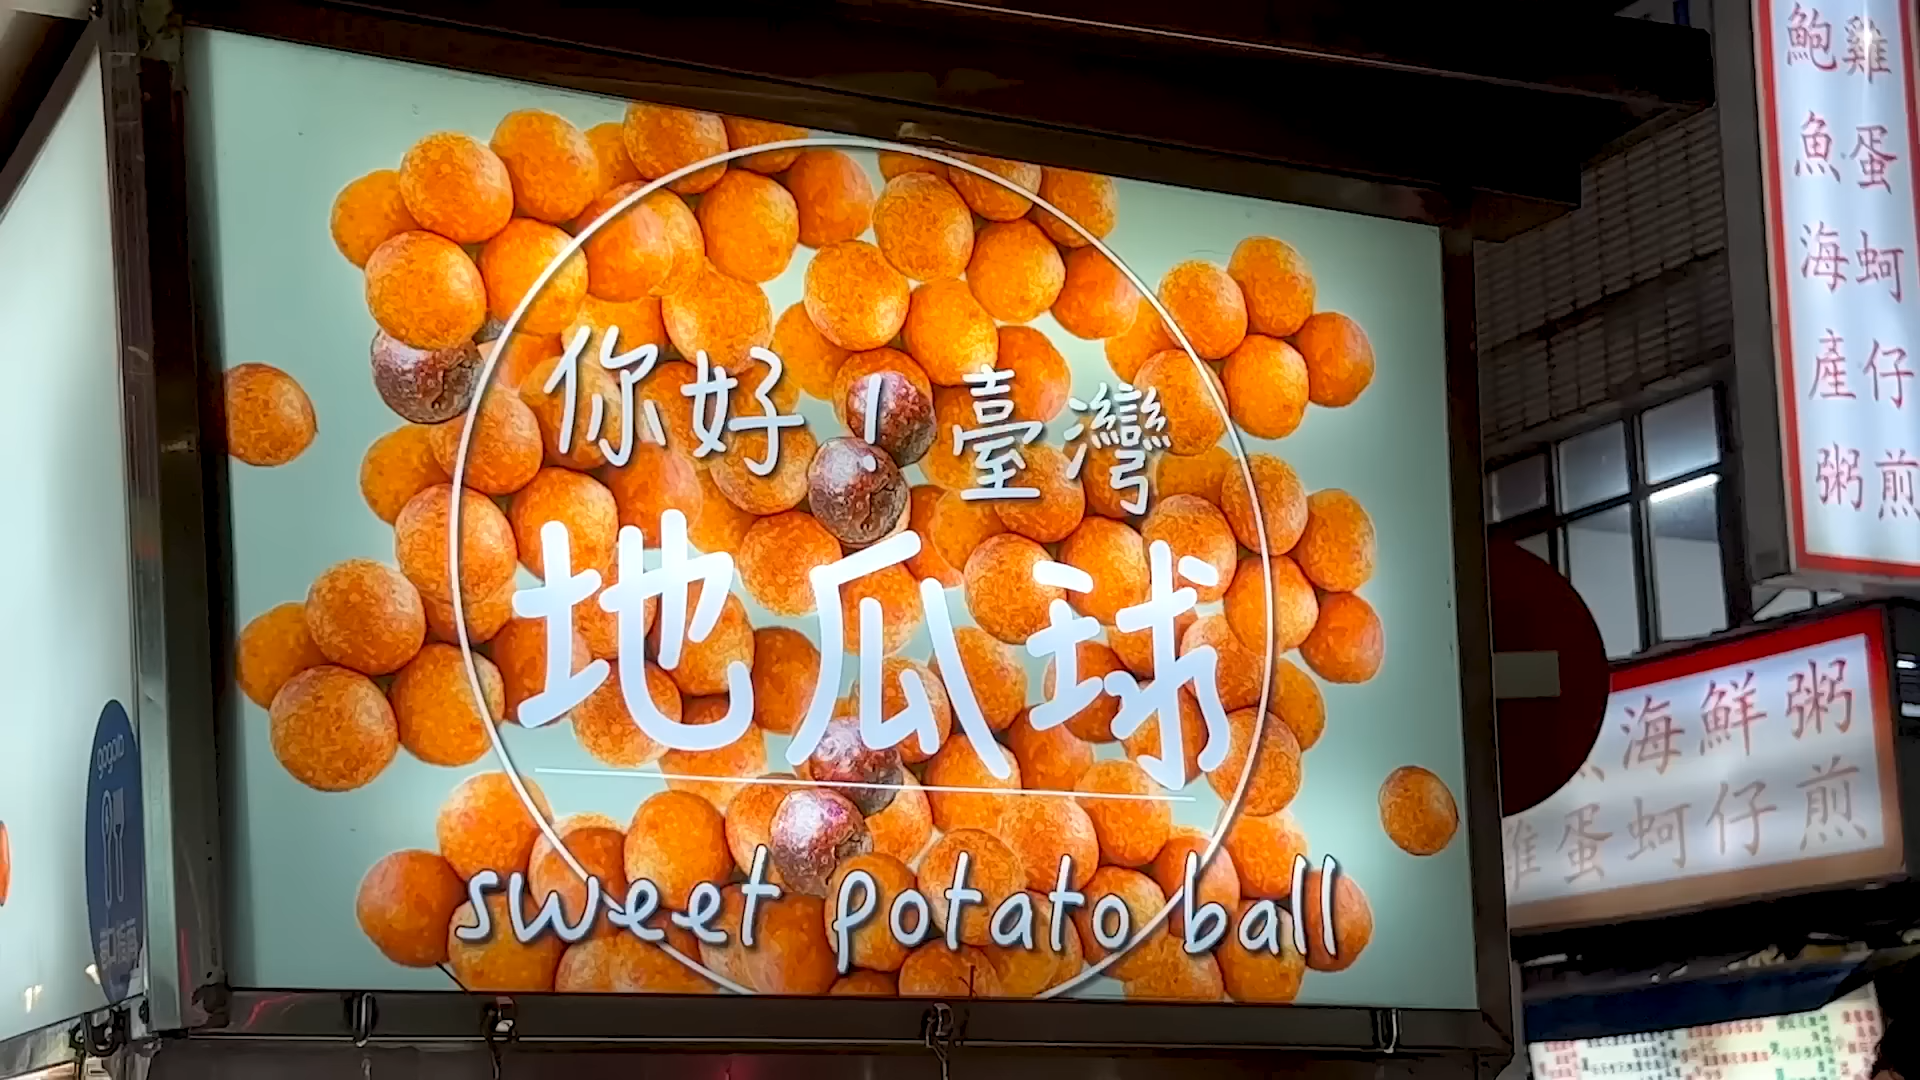 你好!臺灣
地瓜球
sweet potato ball
gogoro
鮑魚海產粥
雞蛋蚵仔煎
海鮮粥
雞蛋蚵仔煎